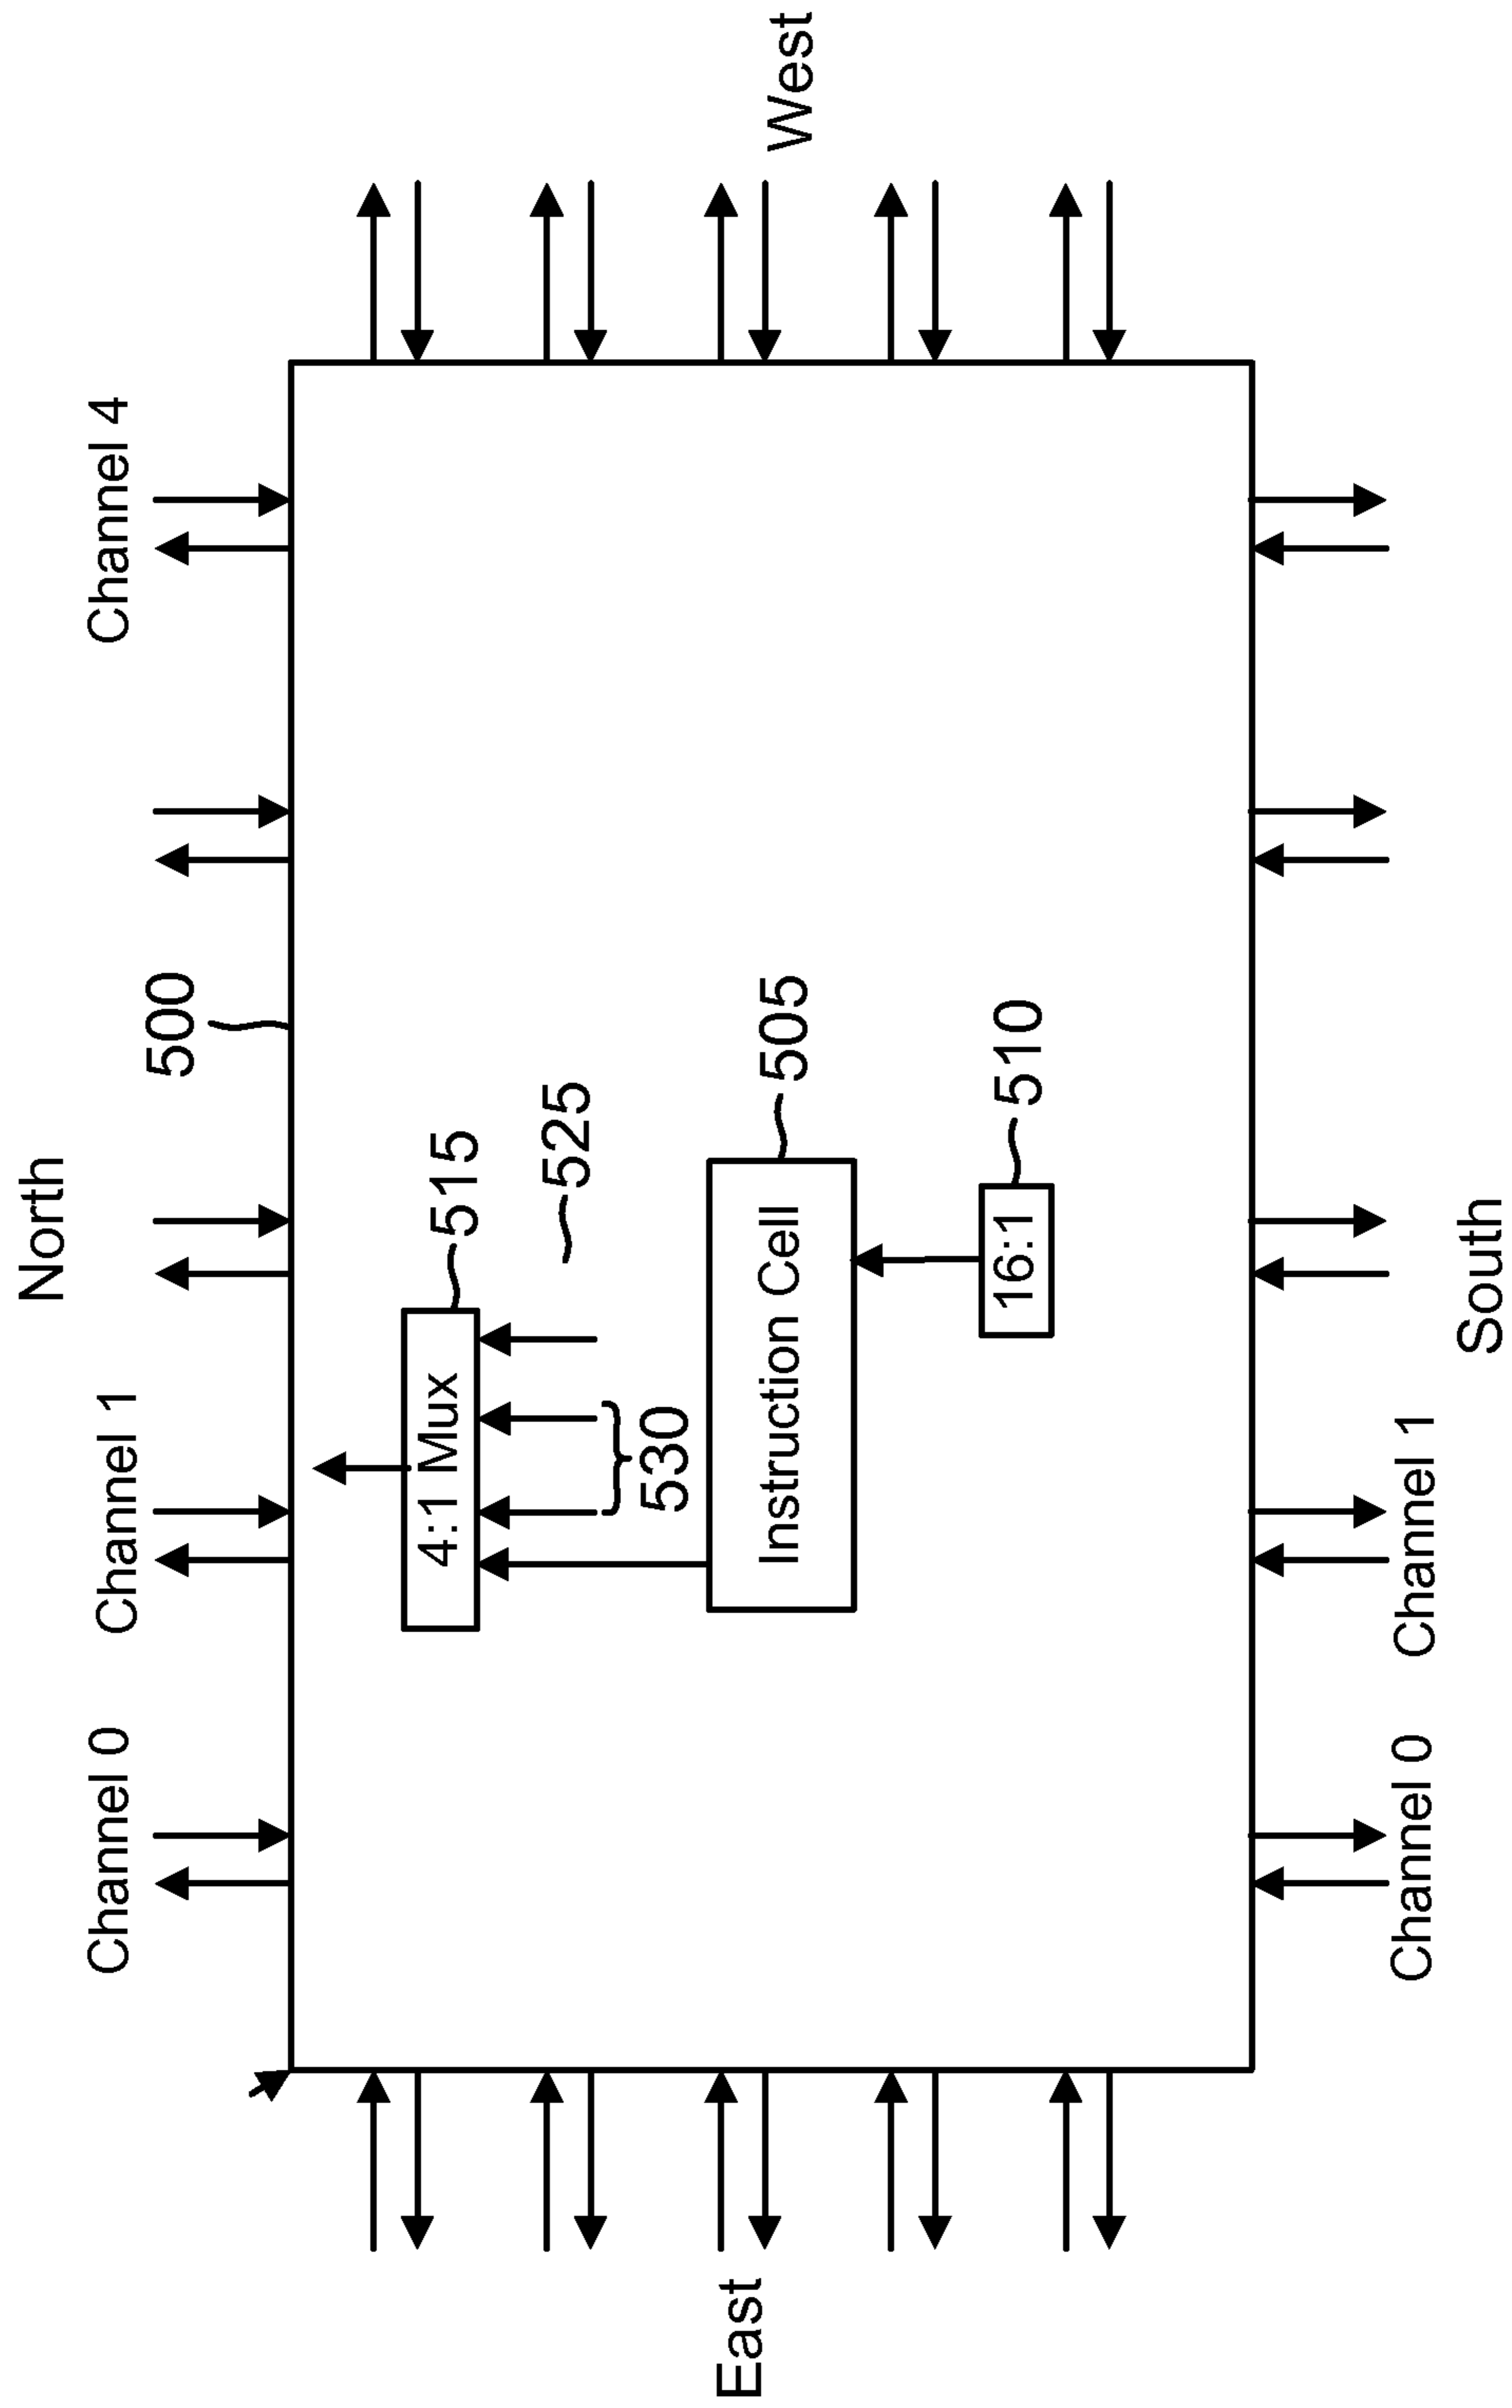 North
Channel 0
Channel 1
Channel 4
500
4:1 Mux
515
525
530
East
Instruction Cell
505
West
16:1
510
Channel 0
Channel 1
South